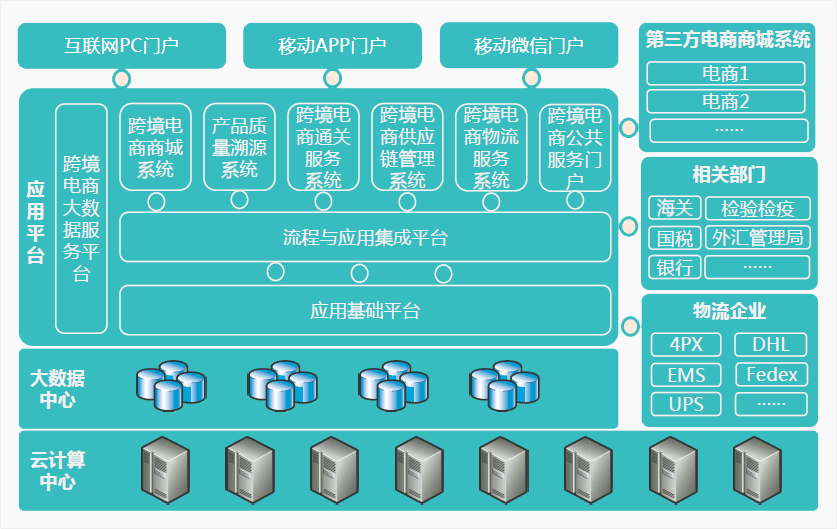 互联网PC门户
移动APP门户
移动微信门户
第三方电商商城系统
电商1
电商2
······
应用平台
跨境
电商
大数
据服
务平
台
跨境电
商商城
系统
产品质
量溯源
系统
跨境电
商通关
服务
系统
跨境电
商供应
链管理
系统
跨境电
商物流
服务
系统
跨境电
商公共
服务门
户
流程与应用集成平台
应用基础平台
相关部门
海关
检验检疫
国税
外汇管理局
银行
······
物流企业
4PX
DHL
EMS
Fedex
UPS
······
大数据
中心
云计算
中心